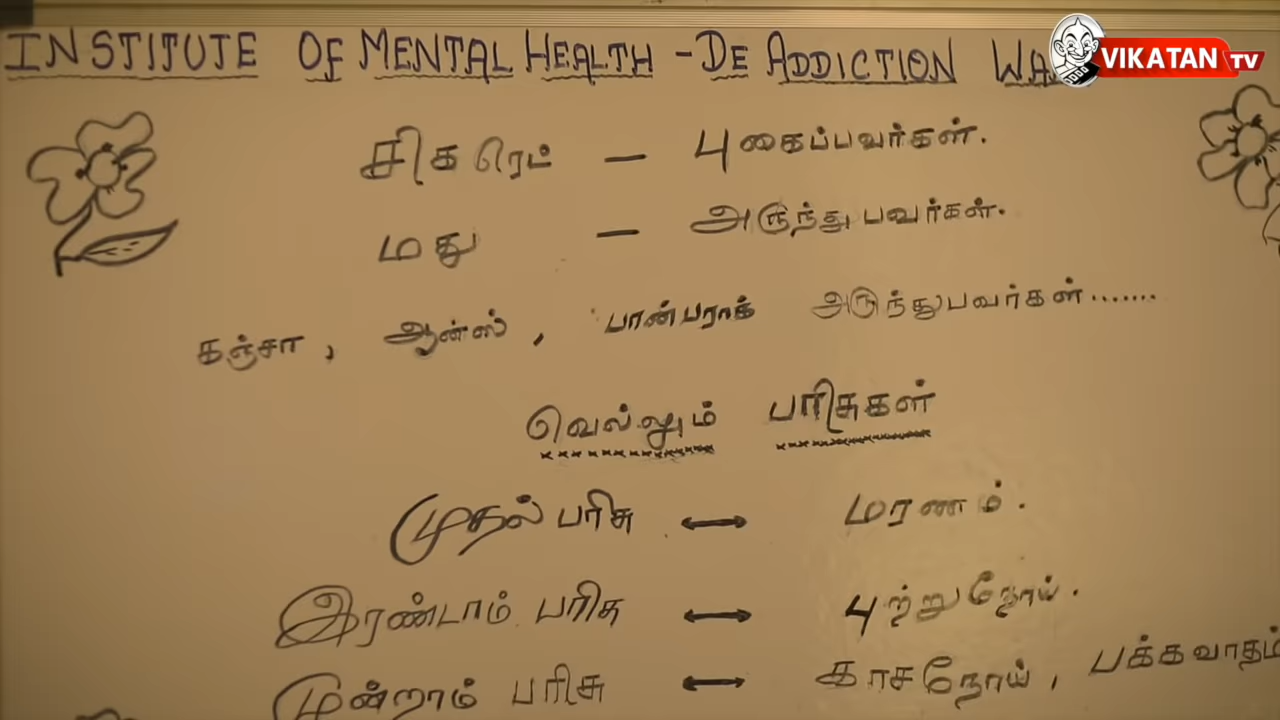 INSTITUTE OF MENTAL HEALTH - DE ADDICTION
VIKATAN TV
சிகரெட் — புகைப்பவர்கள்.
மது — அருந்துபவர்கள்.
கஞ்சா, ஆன்ஸ், பான்பராக் அருந்துபவர்கள்.......
வெல்லும் பரிசுகள்
முதல் பரிசு ↔ மரணம்.
இரண்டாம் பரிசு ↔ புற்றுநோய்.
மூன்றாம் பரிசு ↔ காசநோய், பக்கவாதம்